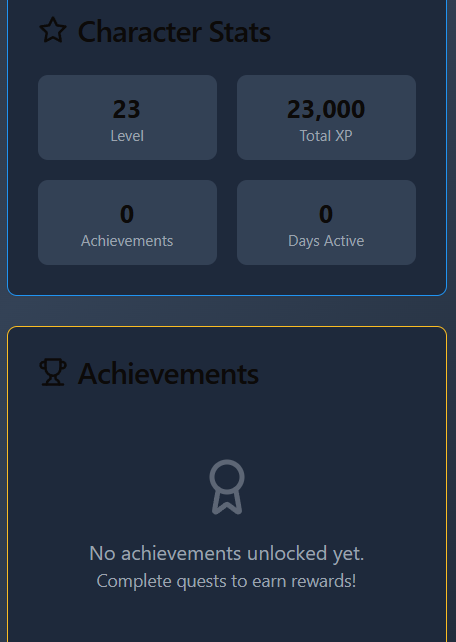 Character Stats
23
Level
23,000
Total XP
0
Achievements
0
Days Active
Achievements
No achievements unlocked yet.
Complete quests to earn rewards!